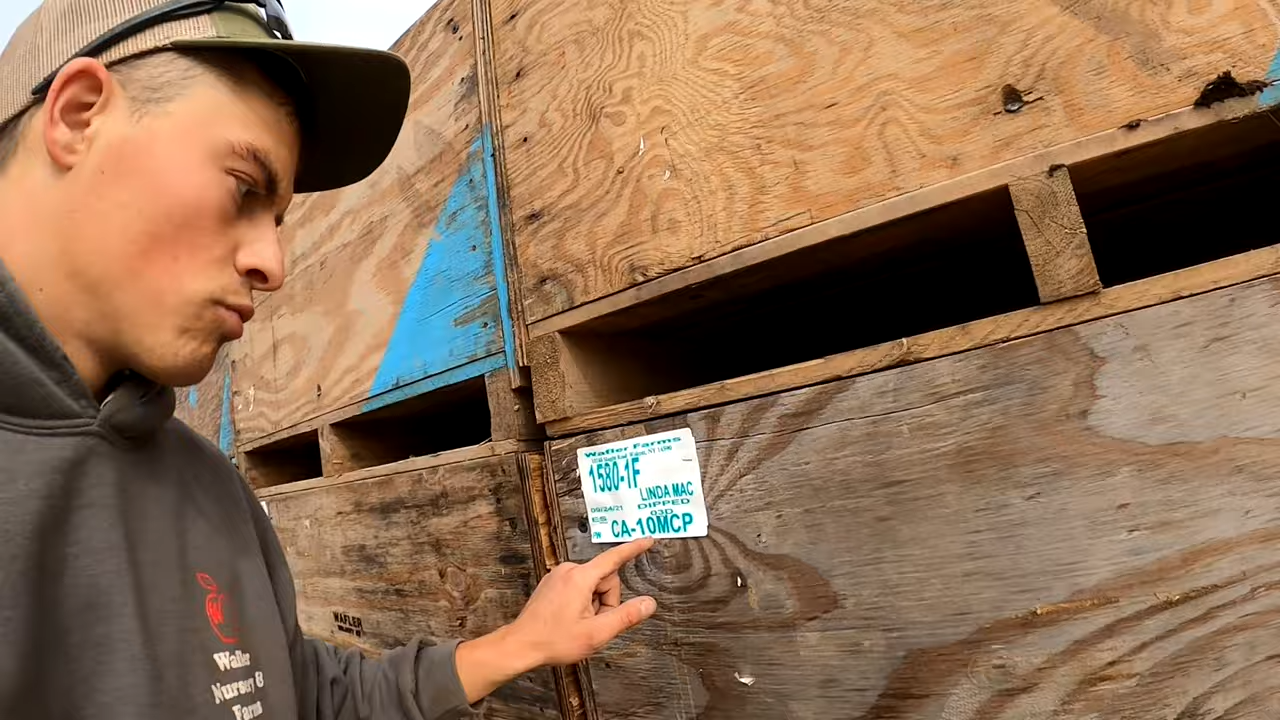 Wafler Farms
1580-1F
LINDA MAC
09/24/21
DIPPED
ES
03D
CA-10MCP
WAFLER
Wafler
Nursery &
Farms